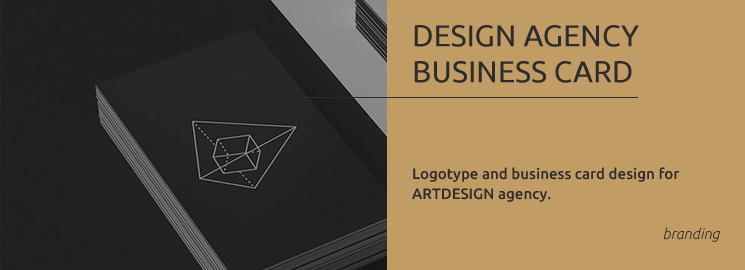 DESIGN AGENCY
BUSINESS CARD
Logotype and business card design for
ARTDESIGN agency.
branding